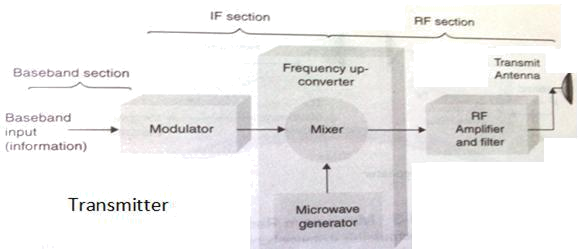 IF section
RF section
Baseband section
Frequency up-
converter
Transmit
Antenna
Baseband
input
(information)
Modulator
Mixer
RF
Amplifier
and filter
Microwave
generator
Transmitter